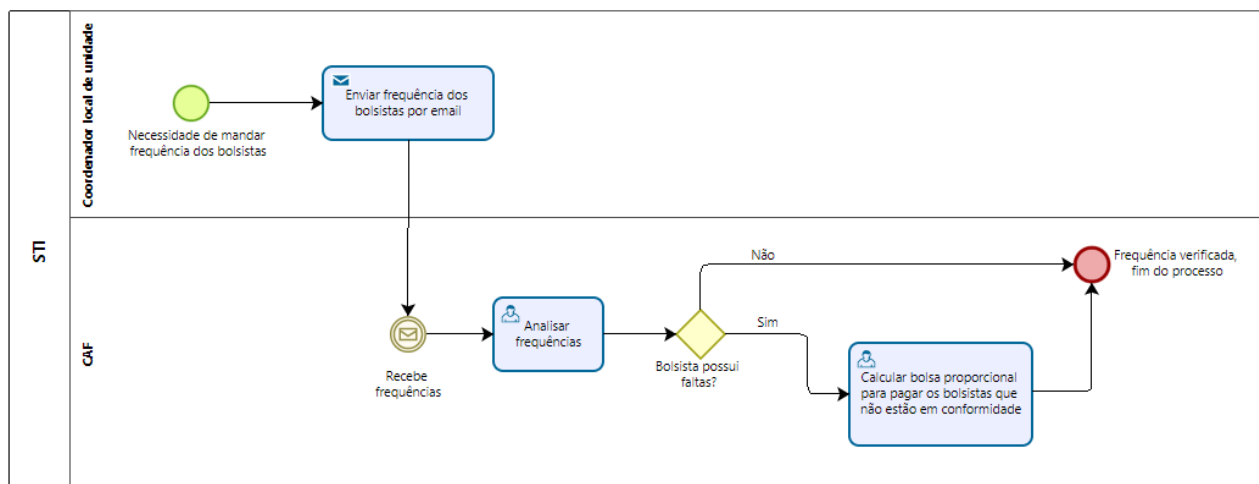 STI
Coordenador local de unidade
Necessidade de mandar
frequência dos bolsistas
Enviar frequência dos
bolsistas por email
CAF
Recebe
frequências
Analisar
frequências
Bolsista possui
faltas?
Não
Sim
Calcular bolsa proporcional
para pagar os bolsistas que
não estão em conformidade
Frequência verificada,
fim do processo